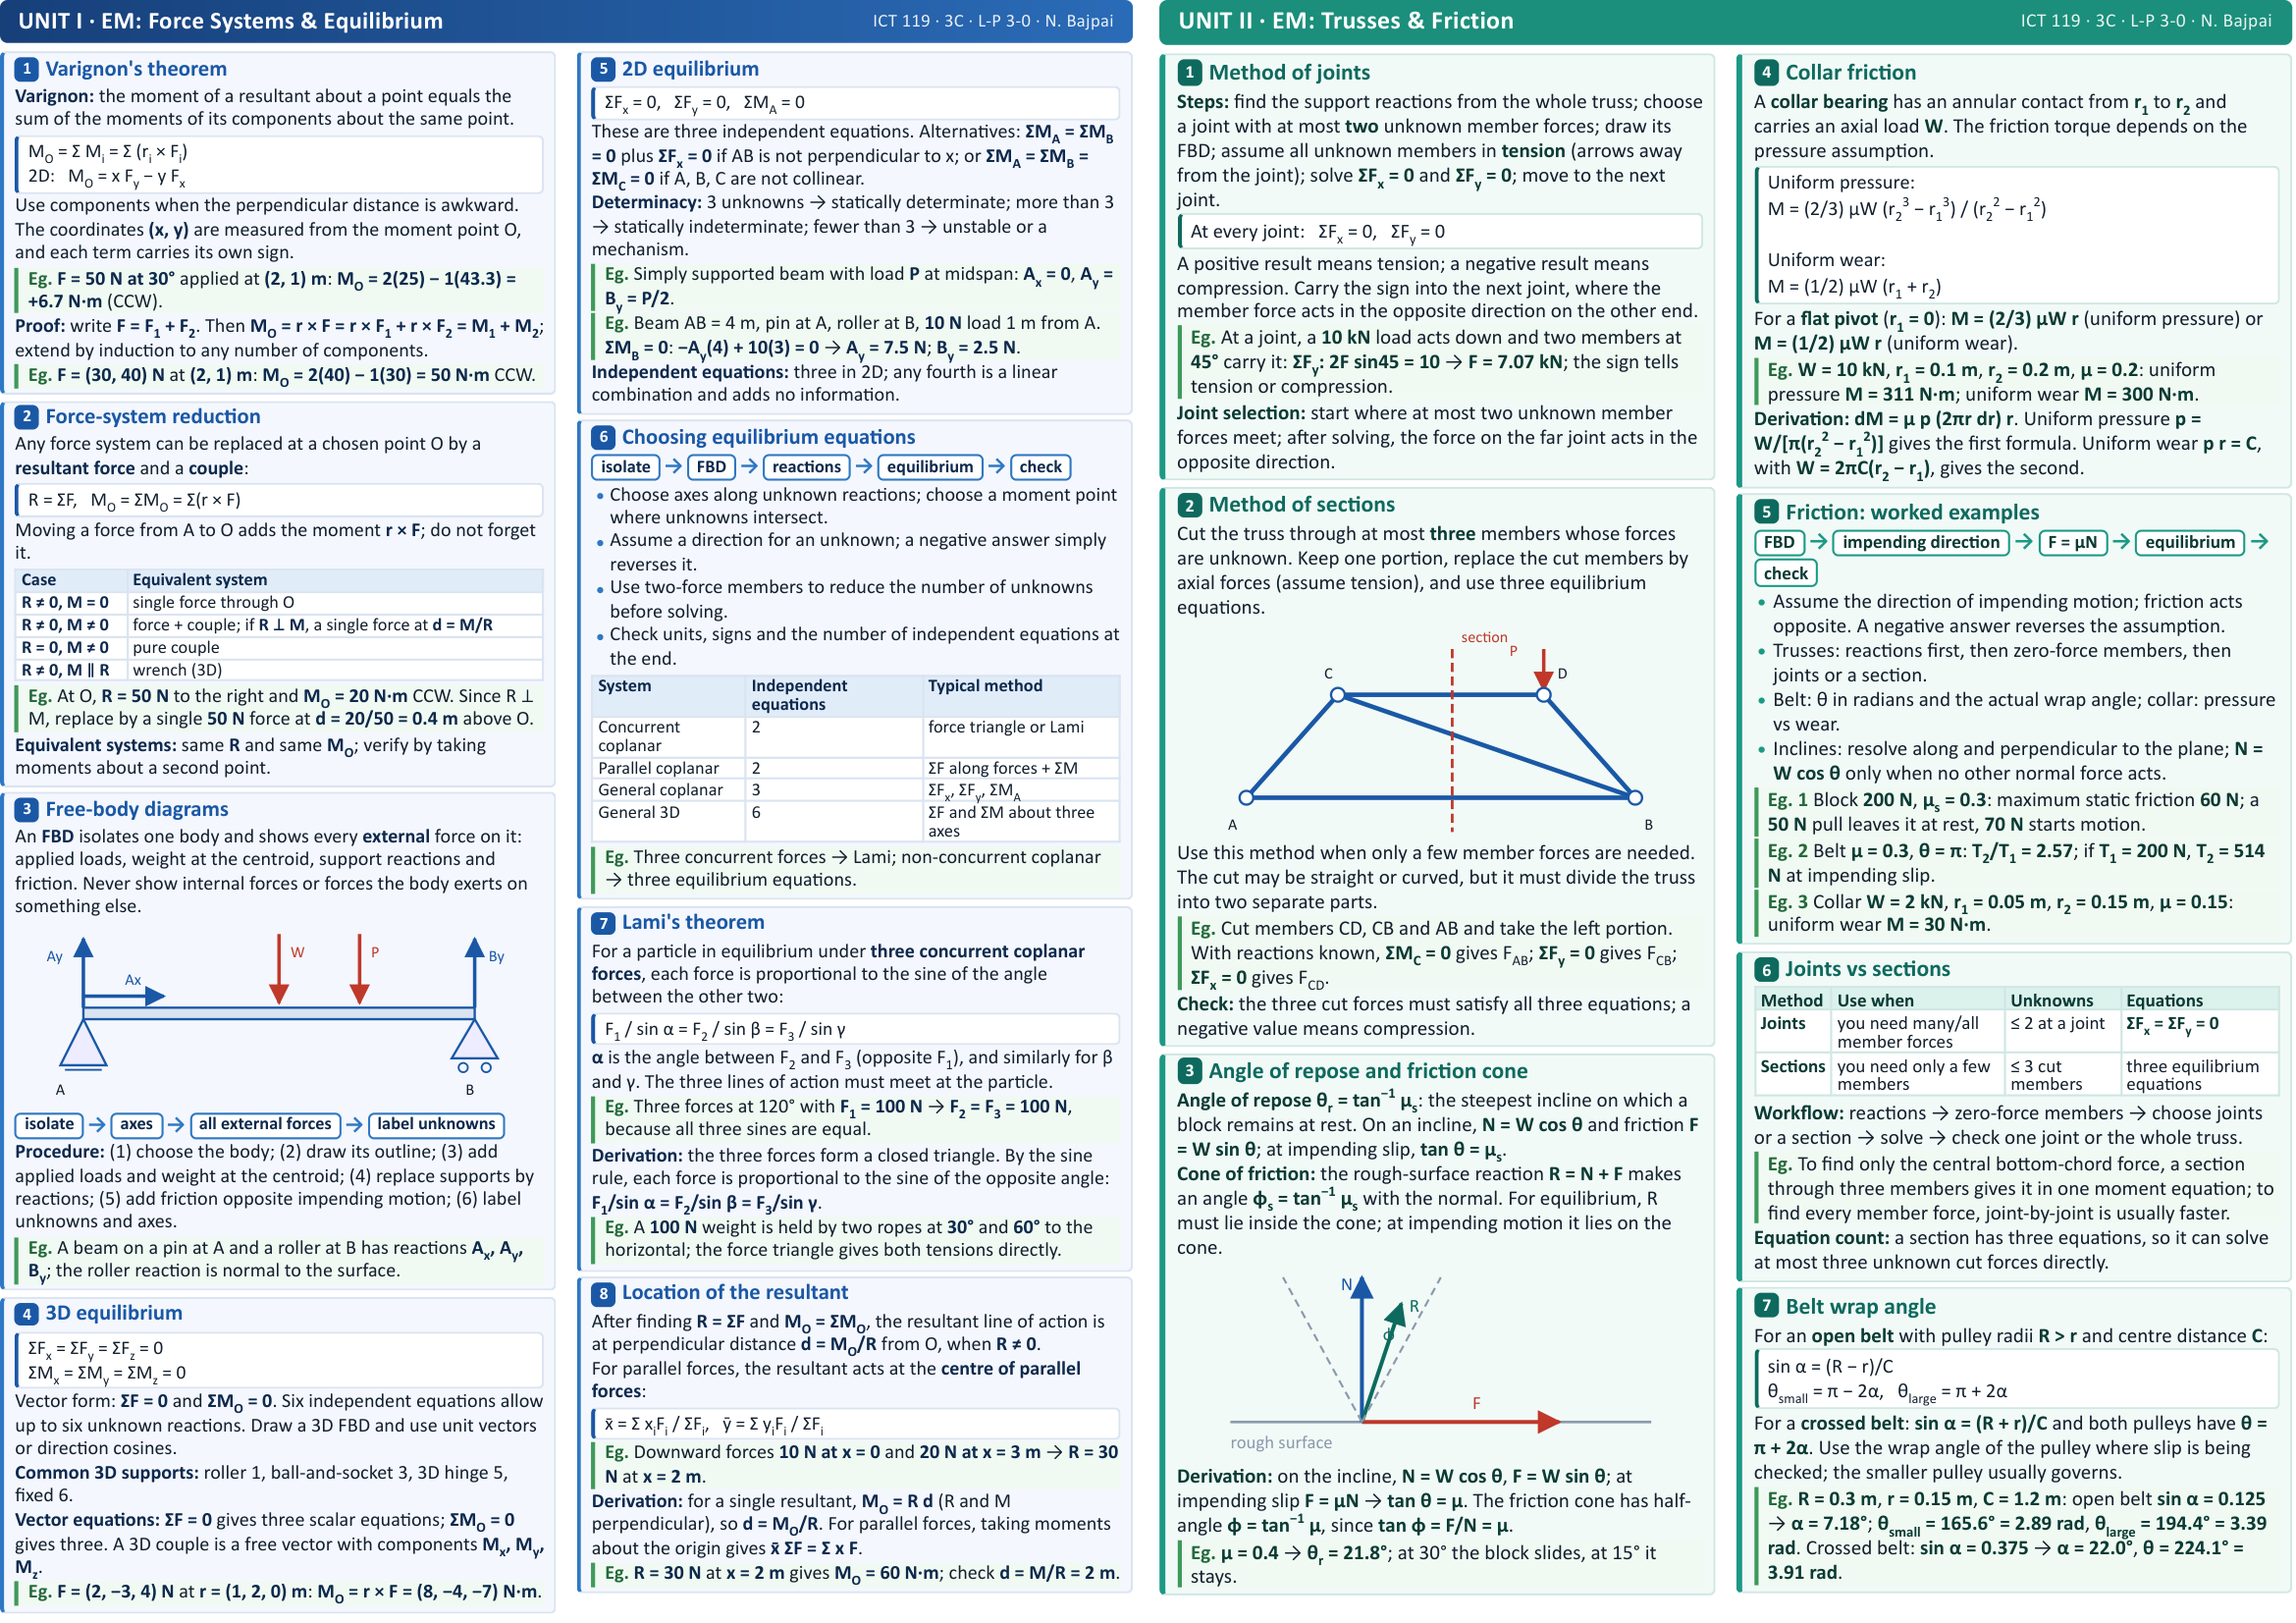 UNIT I · EM: Force Systems & Equilibrium
ICT 119 · 3C · L-P 3-0 · N. Bajpai
1 Varignon's theorem
Varignon: the moment of a resultant about a point equals the
sum of the moments of its components about the same point.
M_O = Σ M_i = Σ (r_i × F_i)
2D: M_O = x F_y − y F_x
Use components when the perpendicular distance is awkward.
The coordinates (x, y) are measured from the moment point O,
and each term carries its own sign.
Eg. F = 50 N at 30° applied at (2, 1) m: M_O = 2(25) − 1(43.3) =
+6.7 N·m (CCW).
Proof: write F = F₁ + F₂. Then M_O = r × F = r × F₁ + r × F₂ = M₁ + M₂;
extend by induction to any number of components.
Eg. F = (30, 40) N at (2, 1) m: M_O = 2(40) − 1(30) = 50 N·m CCW.
2 Force-system reduction
Any force system can be replaced at a chosen point O by a
resultant force and a couple:
R = ΣF, M_O = ΣM_O = Σ(r × F)
Moving a force from A to O adds the moment r × F; do not forget
it.
Case Equivalent system
R ≠ 0, M = 0 single force through O
R ≠ 0, M ≠ 0 force + couple; if R ⊥ M, a single force at d = M/R
R = 0, M ≠ 0 pure couple
R ≠ 0, M ∥ R wrench (3D)
Eg. At O, R = 50 N to the right and M_O = 20 N·m CCW. Since R ⊥
M, replace by a single 50 N force at d = 20/50 = 0.4 m above O.
Equivalent systems: same R and same M_O; verify by taking
moments about a second point.
3 Free-body diagrams
An FBD isolates one body and shows every external force on it:
applied loads, weight at the centroid, support reactions and
friction. Never show internal forces or forces the body exerts on
something else.
Ay
Ax
W
P
By
A
B
isolate → axes → all external forces → label unknowns
Procedure: (1) choose the body; (2) draw its outline; (3) add
applied loads and weight at the centroid; (4) replace supports by
reactions; (5) add friction opposite impending motion; (6) label
unknowns and axes.
Eg. A beam on a pin at A and a roller at B has reactions A_x, A_y,
B_y; the roller reaction is normal to the surface.
4 3D equilibrium
ΣF_x = ΣF_y = ΣF_z = 0
ΣM_x = ΣM_y = ΣM_z = 0
Vector form: ΣF = 0 and ΣM_O = 0. Six independent equations allow
up to six unknown reactions. Draw a 3D FBD and use unit vectors
or direction cosines.
Common 3D supports: roller 1, ball-and-socket 3, 3D hinge 5,
fixed 6.
Vector equations: ΣF = 0 gives three scalar equations; ΣM_O = 0
gives three. A 3D couple is a free vector with components M_x, M_y,
M_z.
Eg. F = (2, −3, 4) N at r = (1, 2, 0) m: M_O = r × F = (8, −4, −7) N·m.
5 2D equilibrium
ΣF_x = 0, ΣF_y = 0, ΣM_A = 0
These are three independent equations. Alternatives: ΣM_A = ΣM_B
= 0 plus ΣF_x = 0 if AB is not perpendicular to x; or ΣM_A = ΣM_B =
ΣM_C = 0 if A, B, C are not collinear.
Determinacy: 3 unknowns → statically determinate; more than 3
→ statically indeterminate; fewer than 3 → unstable or a
mechanism.
Eg. Simply supported beam with load P at midspan: A_x = 0, A_y =
B_y = P/2.
Eg. Beam AB = 4 m, pin at A, roller at B, 10 N load 1 m from A.
ΣM_B = 0: −A_y(4) + 10(3) = 0 → A_y = 7.5 N; B_y = 2.5 N.
Independent equations: three in 2D; any fourth is a linear
combination and adds no information.
6 Choosing equilibrium equations
isolate → FBD → reactions → equilibrium → check
• Choose axes along unknown reactions; choose a moment point
where unknowns intersect.
• Assume a direction for an unknown; a negative answer simply
reverses it.
• Use two-force members to reduce the number of unknowns
before solving.
• Check units, signs and the number of independent equations at
the end.
System Independent equations Typical method
Concurrent coplanar 2 force triangle or Lami
Parallel coplanar 2 ΣF along forces + ΣM
General coplanar 3 ΣF_x, ΣF_y, ΣM_A
General 3D 6 ΣF and ΣM about three axes
Eg. Three concurrent forces → Lami; non-concurrent coplanar
→ three equilibrium equations.
7 Lami's theorem
For a particle in equilibrium under three concurrent coplanar
forces, each force is proportional to the sine of the angle
between the other two:
F₁ / sin α = F₂ / sin β = F₃ / sin γ
α is the angle between F₂ and F₃ (opposite F₁), and similarly for β
and γ. The three lines of action must meet at the particle.
Eg. Three forces at 120° with F₁ = 100 N → F₂ = F₃ = 100 N,
because all three sines are equal.
Derivation: the three forces form a closed triangle. By the sine
rule, each force is proportional to the sine of the opposite angle:
F₁/sin α = F₂/sin β = F₃/sin γ.
Eg. A 100 N weight is held by two ropes at 30° and 60° to the
horizontal; the force triangle gives both tensions directly.
8 Location of the resultant
After finding R = ΣF and M_O = ΣM_O, the resultant line of action is
at perpendicular distance d = M_O/R from O, when R ≠ 0.
For parallel forces, the resultant acts at the centre of parallel
forces:
x̄ = Σ x_iF_i / ΣF_i, ȳ = Σ y_iF_i / ΣF_i
Eg. Downward forces 10 N at x = 0 and 20 N at x = 3 m → R = 30
N at x = 2 m.
Derivation: for a single resultant, M_O = R d (R and M
perpendicular), so d = M_O/R. For parallel forces, taking moments
about the origin gives x̄ ΣF = Σ x F.
Eg. R = 30 N at x = 2 m gives M_O = 60 N·m; check d = M/R = 2 m.
UNIT II · EM: Trusses & Friction
ICT 119 · 3C · L-P 3-0 · N. Bajpai
1 Method of joints
Steps: find the support reactions from the whole truss; choose
a joint with at most two unknown member forces; draw its
FBD; assume all unknown members in tension (arrows away
from the joint); solve ΣF_x = 0 and ΣF_y = 0; move to the next
joint.
At every joint: ΣF_x = 0, ΣF_y = 0
A positive result means tension; a negative result means
compression. Carry the sign into the next joint, where the
member force acts in the opposite direction on the other end.
Eg. At a joint, a 10 kN load acts down and two members at
45° carry it: ΣF_y: 2F sin45 = 10 → F = 7.07 kN; the sign tells
tension or compression.
Joint selection: start where at most two unknown member
forces meet; after solving, the force on the far joint acts in the
opposite direction.
2 Method of sections
Cut the truss through at most three members whose forces
are unknown. Keep one portion, replace the cut members by
axial forces (assume tension), and use three equilibrium
equations.
section
P
C
D
A
B
Use this method when only a few member forces are needed.
The cut may be straight or curved, but it must divide the truss
into two separate parts.
Eg. Cut members CD, CB and AB and take the left portion.
With reactions known, ΣM_C = 0 gives F_AB; ΣF_y = 0 gives F_CB;
ΣF_x = 0 gives F_CD.
Check: the three cut forces must satisfy all three equations; a
negative value means compression.
3 Angle of repose and friction cone
Angle of repose θ_r = tan⁻¹ μ_s: the steepest incline on which a
block remains at rest. On an incline, N = W cos θ and friction F
= W sin θ; at impending slip, tan θ = μ_s.
Cone of friction: the rough-surface reaction R = N + F makes
an angle ϕ_s = tan⁻¹ μ_s with the normal. For equilibrium, R
must lie inside the cone; at impending motion it lies on the
cone.
N
R
ϕ
F
rough surface
Derivation: on the incline, N = W cos θ, F = W sin θ; at
impending slip F = μN → tan θ = μ. The friction cone has half-
angle ϕ = tan⁻¹ μ, since tan ϕ = F/N = μ.
Eg. μ = 0.4 → θ_r = 21.8°; at 30° the block slides, at 15° it
stays.
4 Collar friction
A collar bearing has an annular contact from r₁ to r₂ and
carries an axial load W. The friction torque depends on the
pressure assumption.
Uniform pressure:
M = (2/3) μW (r₂³ − r₁³) / (r₂² − r₁²)
Uniform wear:
M = (1/2) μW (r₁ + r₂)
For a flat pivot (r₁ = 0): M = (2/3) μW r (uniform pressure) or
M = (1/2) μW r (uniform wear).
Eg. W = 10 kN, r₁ = 0.1 m, r₂ = 0.2 m, μ = 0.2: uniform
pressure M = 311 N·m; uniform wear M = 300 N·m.
Derivation: dM = μ p (2πr dr) r. Uniform pressure p =
W/[π(r₂² − r₁²)] gives the first formula. Uniform wear p r = C,
with W = 2πC(r₂ − r₁), gives the second.
5 Friction: worked examples
FBD → impending direction → F = μN → equilibrium →
check
• Assume the direction of impending motion; friction acts
opposite. A negative answer reverses the assumption.
• Trusses: reactions first, then zero-force members, then
joints or a section.
• Belt: θ in radians and the actual wrap angle; collar: pressure
vs wear.
• Inclines: resolve along and perpendicular to the plane; N =
W cos θ only when no other normal force acts.
Eg. 1 Block 200 N, μ_s = 0.3: maximum static friction 60 N; a
50 N pull leaves it at rest, 70 N starts motion.
Eg. 2 Belt μ = 0.3, θ = π: T₂/T₁ = 2.57; if T₁ = 200 N, T₂ = 514
N at impending slip.
Eg. 3 Collar W = 2 kN, r₁ = 0.05 m, r₂ = 0.15 m, μ = 0.15:
uniform wear M = 30 N·m.
6 Joints vs sections
Method Use when Unknowns Equations
Joints you need many/all member forces ≤ 2 at a joint ΣF_x = ΣF_y = 0
Sections you need only a few members ≤ 3 cut members three equilibrium equations
Workflow: reactions → zero-force members → choose joints
or a section → solve → check one joint or the whole truss.
Eg. To find only the central bottom-chord force, a section
through three members gives it in one moment equation; to
find every member force, joint-by-joint is usually faster.
Equation count: a section has three equations, so it can solve
at most three unknown cut forces directly.
7 Belt wrap angle
For an open belt with pulley radii R > r and centre distance C:
sin α = (R − r)/C
θ_small = π − 2α, θ_large = π + 2α
For a crossed belt: sin α = (R + r)/C and both pulleys have θ =
π + 2α. Use the wrap angle of the pulley where slip is being
checked; the smaller pulley usually governs.
Eg. R = 0.3 m, r = 0.15 m, C = 1.2 m: open belt sin α = 0.125
→ α = 7.18°; θ_small = 165.6° = 2.89 rad, θ_large = 194.4° = 3.39
rad. Crossed belt: sin α = 0.375 → α = 22.0°, θ = 224.1° =
3.91 rad.